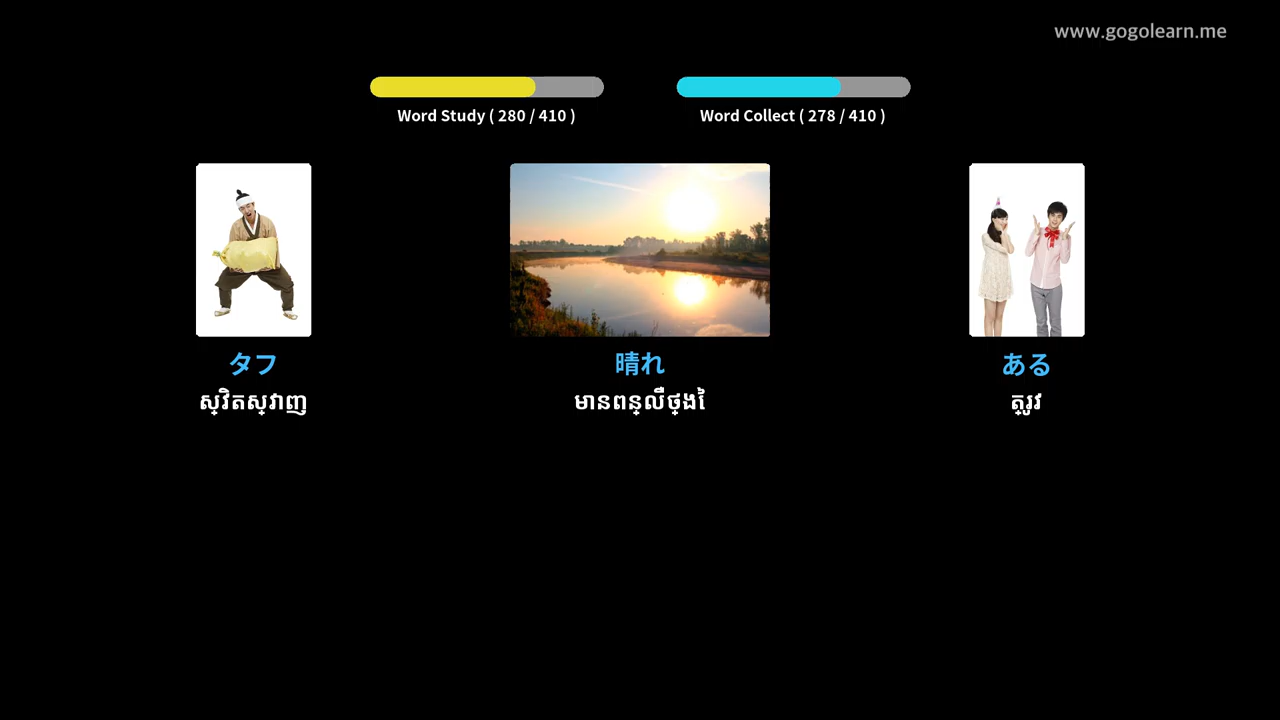 www.gogolearn.me
Word Study ( 280 / 410 )
Word Collect ( 278 / 410 )
タフ
晴れ
ある
ស្វិតស្វាញ
មានពន្លឺថ្ងៃ
ត្រូវ